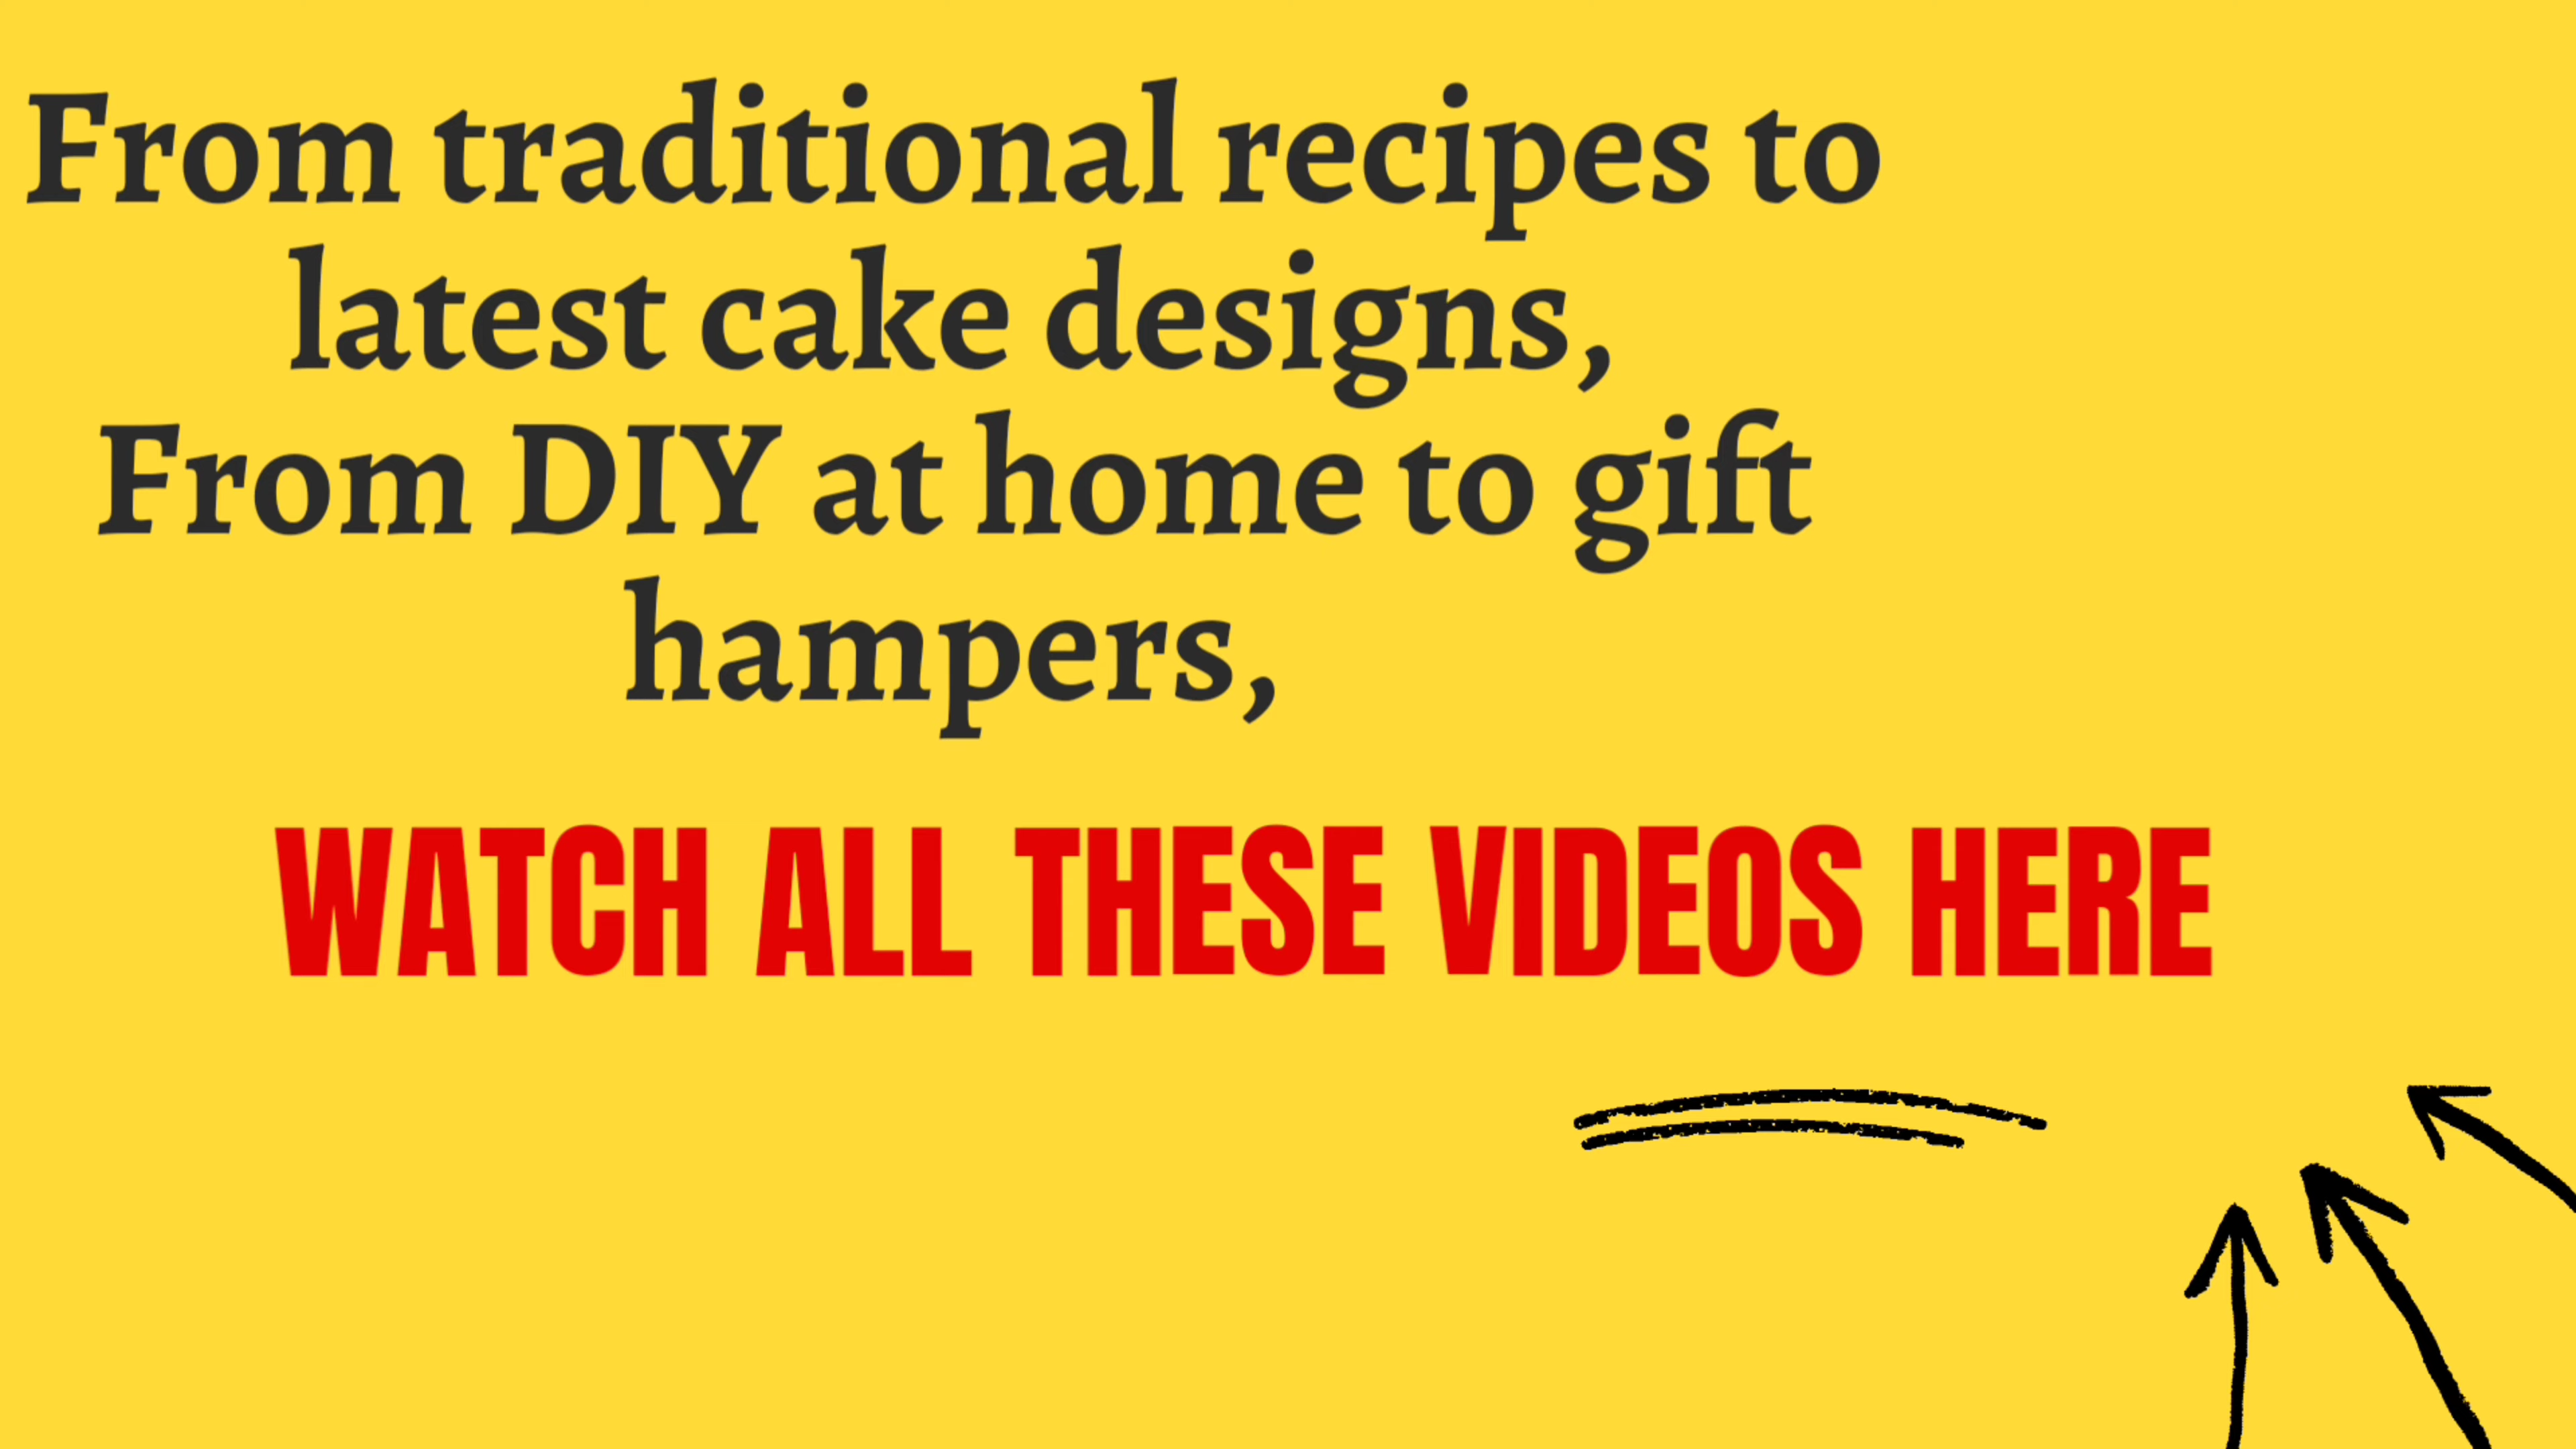 From traditional recipes to
latest cake designs,
From DIY at home to gift
hampers,
WATCH ALL THESE VIDEOS HERE